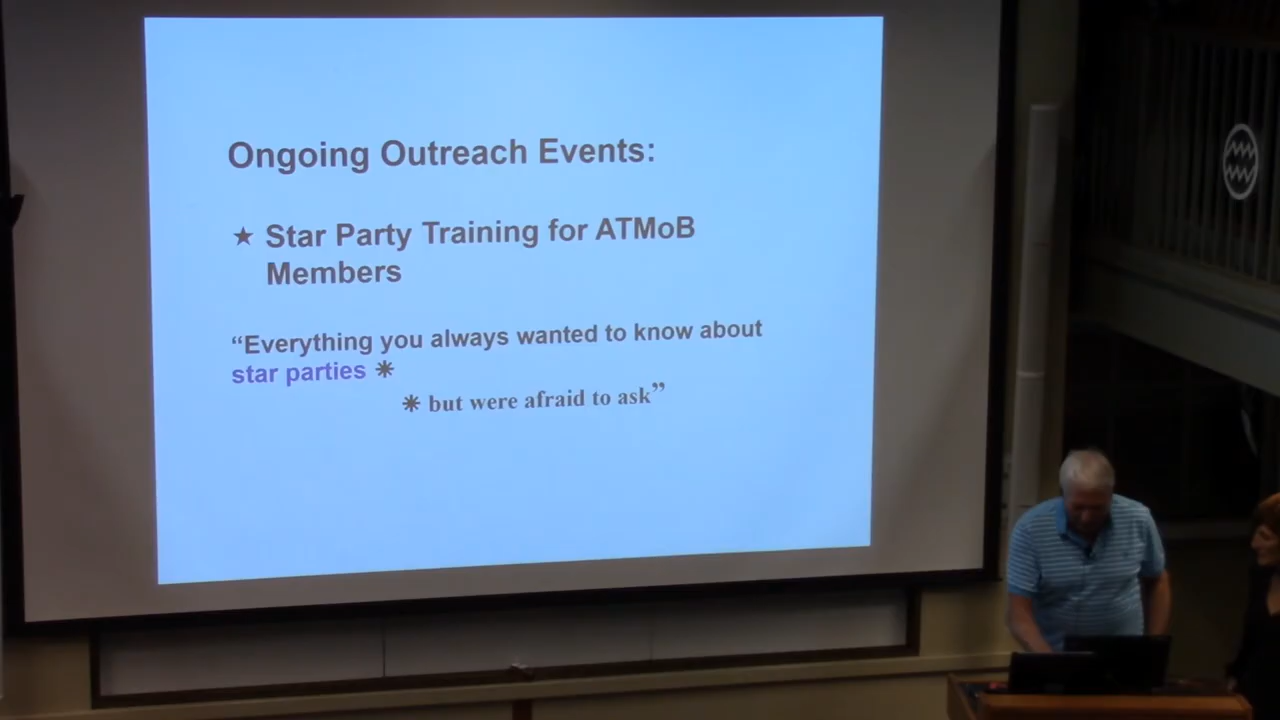 Ongoing Outreach Events:
★ Star Party Training for ATMoB
Members
“Everything you always wanted to know about
star parties ✱
✱ but were afraid to ask”